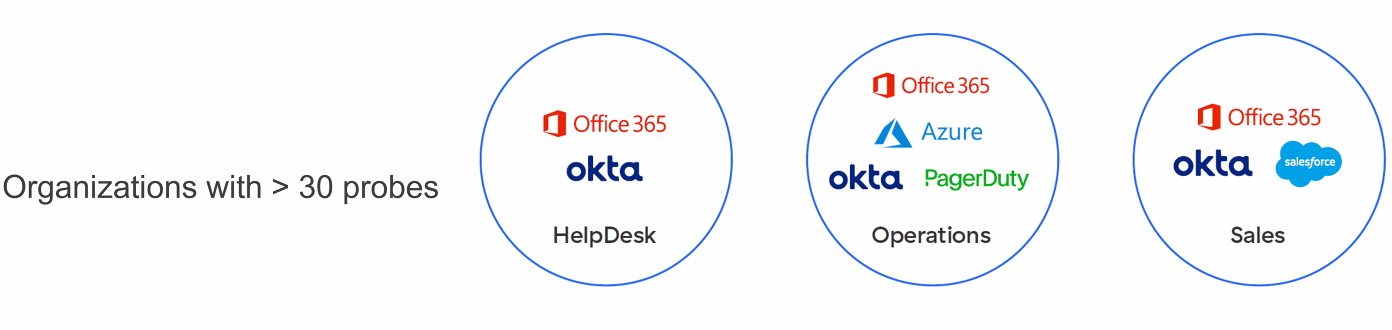 Organizations with > 30 probes
Office 365
okta
HelpDesk
Office 365
Azure
okta PagerDuty
Operations
Office 365
okta salesforce
Sales